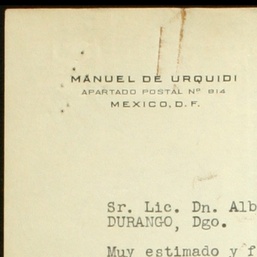 MANUEL DE URQUIDI
APARTADO POSTAL Nº 814
MEXICO, D. F.
Sr. Lic. Dn. Alb
DURANGO, Dgo.
Muy estimado y f